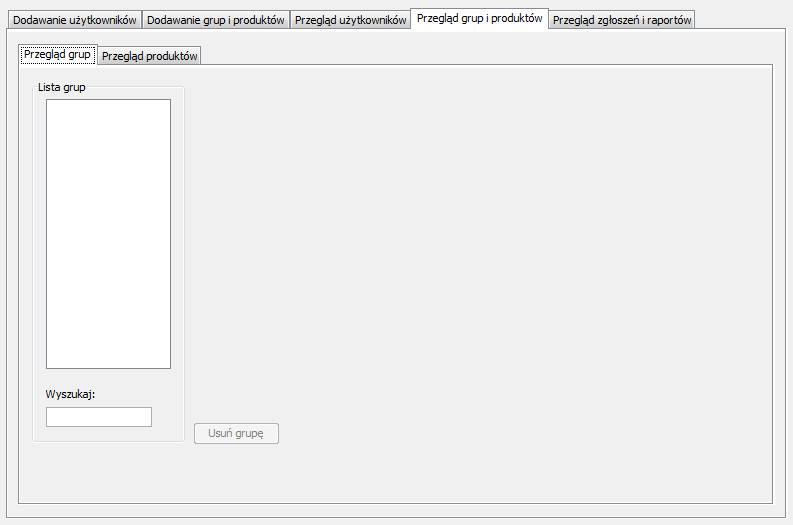 Dodawanie użytkowników Dodawanie grup i produktów Przegląd użytkowników Przegląd grup i produktów Przegląd zgłoszeń i raportów
Przegląd grup Przegląd produktów
Lista grup
Wyszukaj:
Usuń grupę